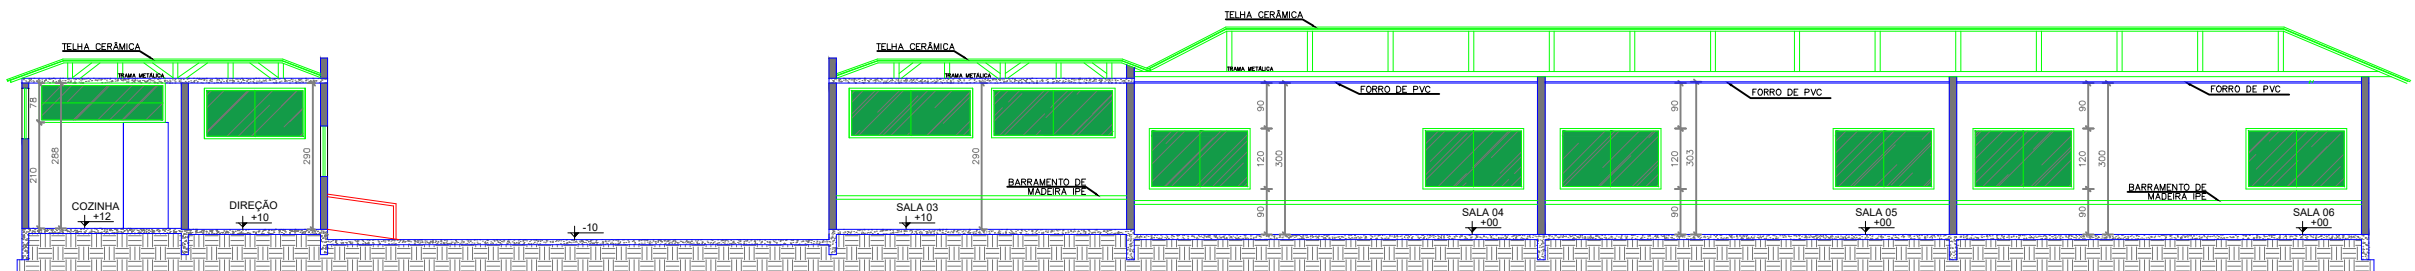 TELHA CERÂMICA
TELHA CERÂMICA
TELHA CERÂMICA
TRAMA METÁLICA
TRAMA METÁLICA
TRAMA METÁLICA
FORRO DE PVC
FORRO DE PVC
FORRO DE PVC
78
288
210
290
290
90
120
300
90
90
120
303
90
90
120
300
90
BARRAMENTO DE
MADEIRA IPE
BARRAMENTO DE
MADEIRA IPE
COZINHA
+12
DIREÇÃO
+10
-10
SALA 03
+10
SALA 04
+00
SALA 05
+00
SALA 06
+00